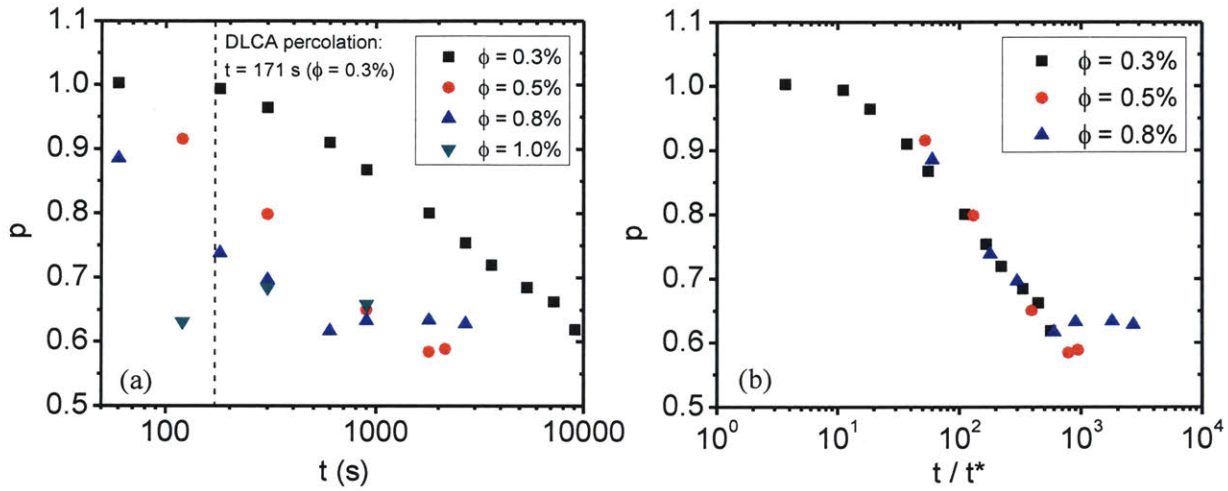 1.1
1.0
0.9
0.8
0.7
0.6
0.5
p
DLCA percolation:
t = 171 s (ϕ = 0.3%)
ϕ = 0.3%
ϕ = 0.5%
ϕ = 0.8%
ϕ = 1.0%
(a)
100 1000 10000
t (s)
1.1
1.0
0.9
0.8
0.7
0.6
0.5
p
ϕ = 0.3%
ϕ = 0.5%
ϕ = 0.8%
(b)
10⁰ 10¹ 10² 10³ 10⁴
t / t*